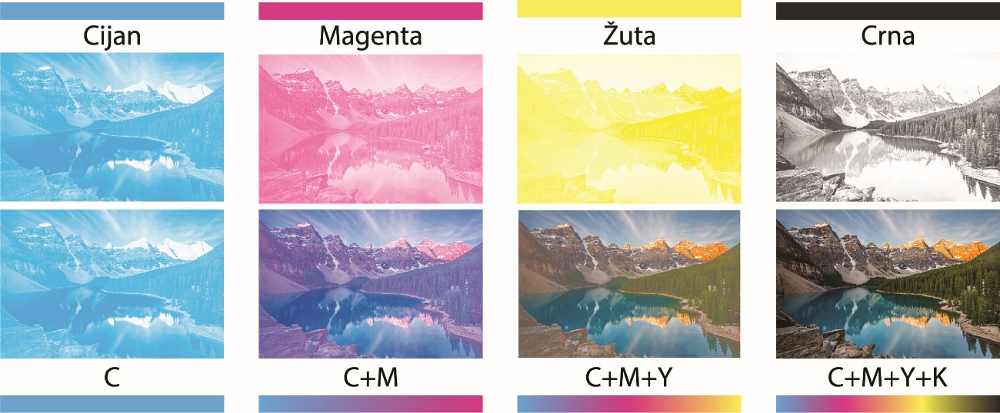 Cijan
Magenta
Žuta
Crna
C
C+M
C+M+Y
C+M+Y+K